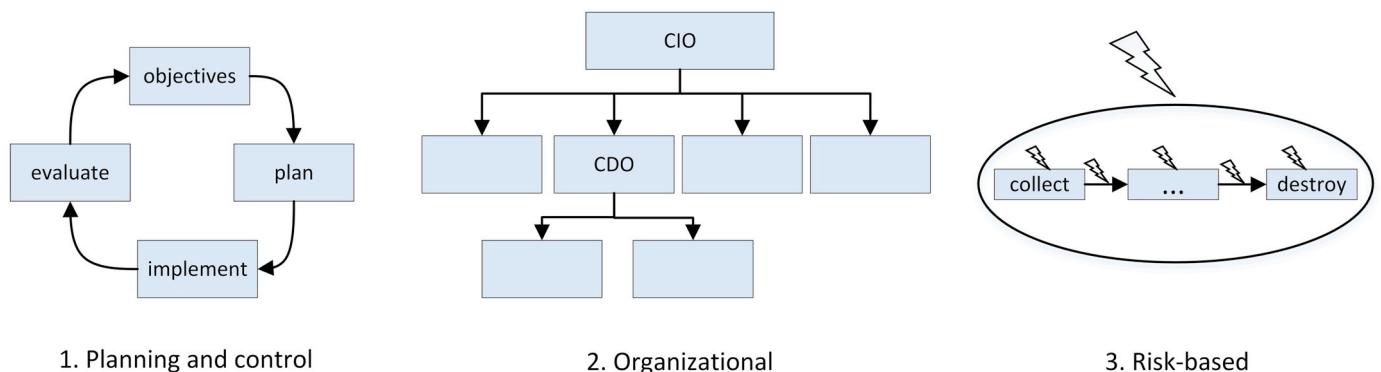 objectives
evaluate
plan
implement
1. Planning and control
CIO
CDO
2. Organizational
collect
...
destroy
3. Risk-based